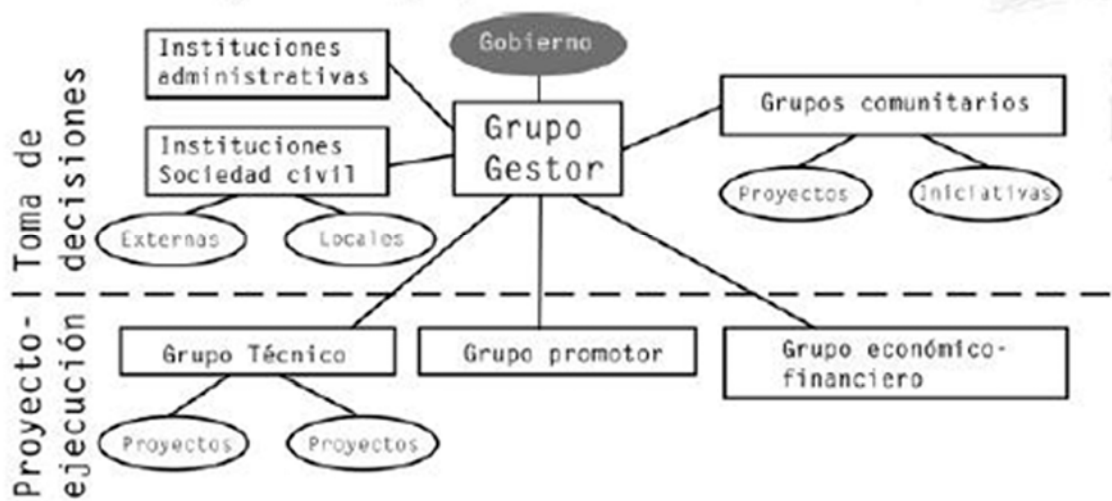 Toma de
decisiones
Proyecto-
ejecución
Gobierno
Instituciones
administrativas
Grupo
Gestor
Grupos comunitarios
Instituciones
Sociedad civil
Proyectos
Iniciativas
Externas
Locales
Grupo Técnico
Grupo promotor
Grupo económico-
financiero
Proyectos
Proyectos